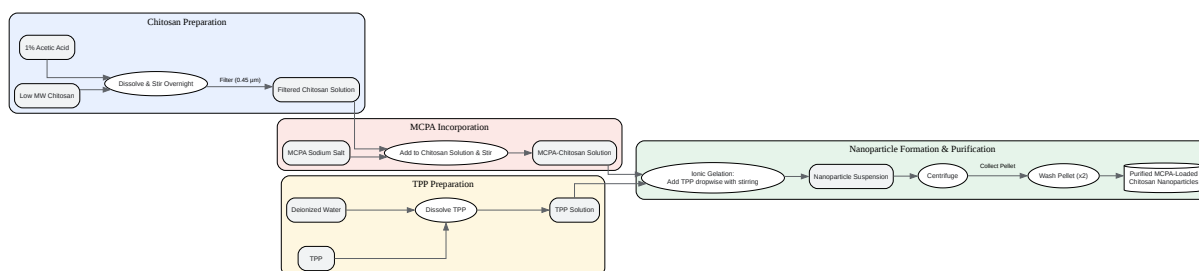 Chitosan Preparation
1% Acetic Acid
Low MW Chitosan
Dissolve & Stir Overnight
Filter (0.45 μm)
Filtered Chitosan Solution
MCPA Incorporation
MCPA Sodium Salt
Add to Chitosan Solution & Stir
MCPA-Chitosan Solution
TPP Preparation
Deionized Water
Dissolve TPP
TPP Solution
TPP
Nanoparticle Formation & Purification
Ionic Gelation:
Add TPP dropwise with stirring
Nanoparticle Suspension
Centrifuge
Collect Pellet
Wash Pellet (x2)
Purified MCPA-Loaded
Chitosan Nanoparticles